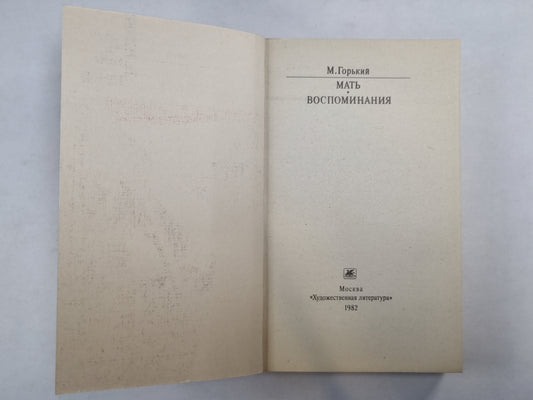 М. Горький
МАТЬ
•
ВОСПОМИНАНИЯ
Москва
«Художественная литература»
1982